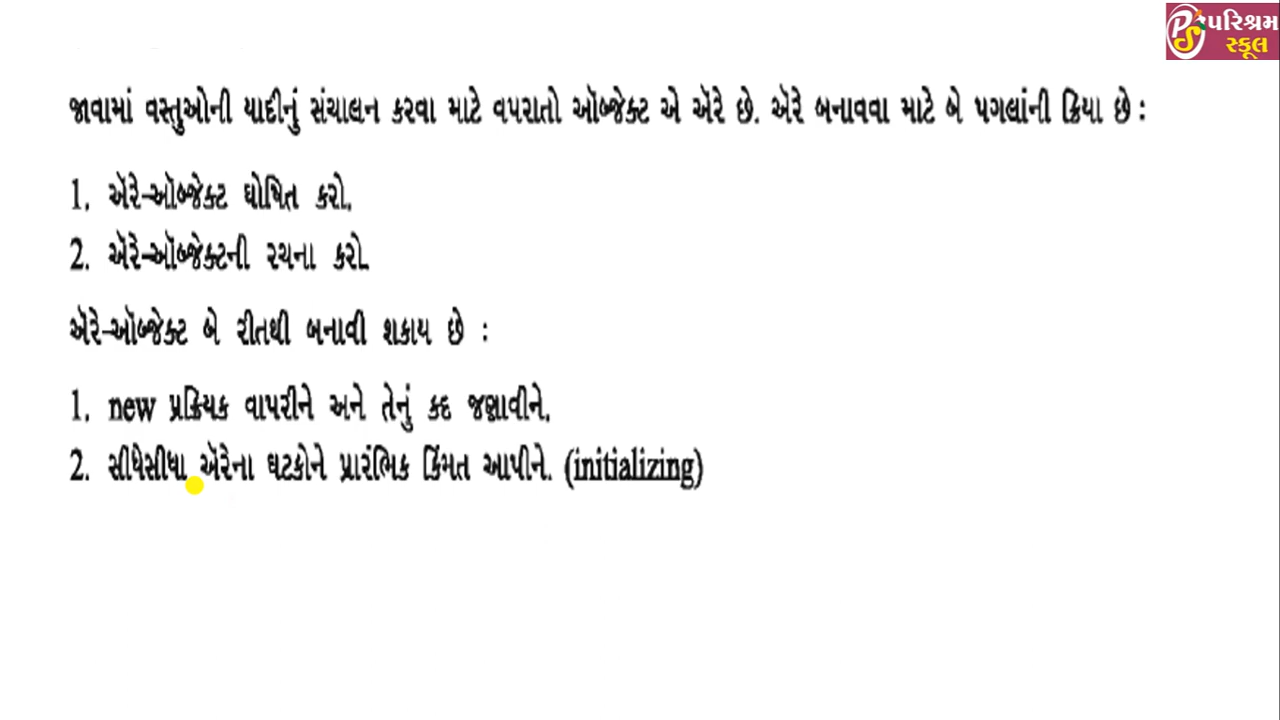 પરિશ્રમ
સ્કૂલ
જાવામાં વસ્તુઓની યાદીનું સંચાલન કરવા માટે વપરાતો ઑબ્જેક્ટ એ ઍરે છે. ઍરે બનાવવા માટે બે પગલાંની ક્રિયા છે :
1. ઍરે-ઑબ્જેક્ટ ઘોષિત કરો.
2. ઍરે-ઑબ્જેક્ટની રચના કરો.
ઍરે-ઑબ્જેક્ટ બે રીતથી બનાવી શકાય છે :
1. new પ્રક્રિયક વાપરીને અને તેનું કદ જણાવીને.
2. સીધેસીધા ઍરેના ઘટકોને પ્રારંભિક કિંમત આપીને. (initializing)